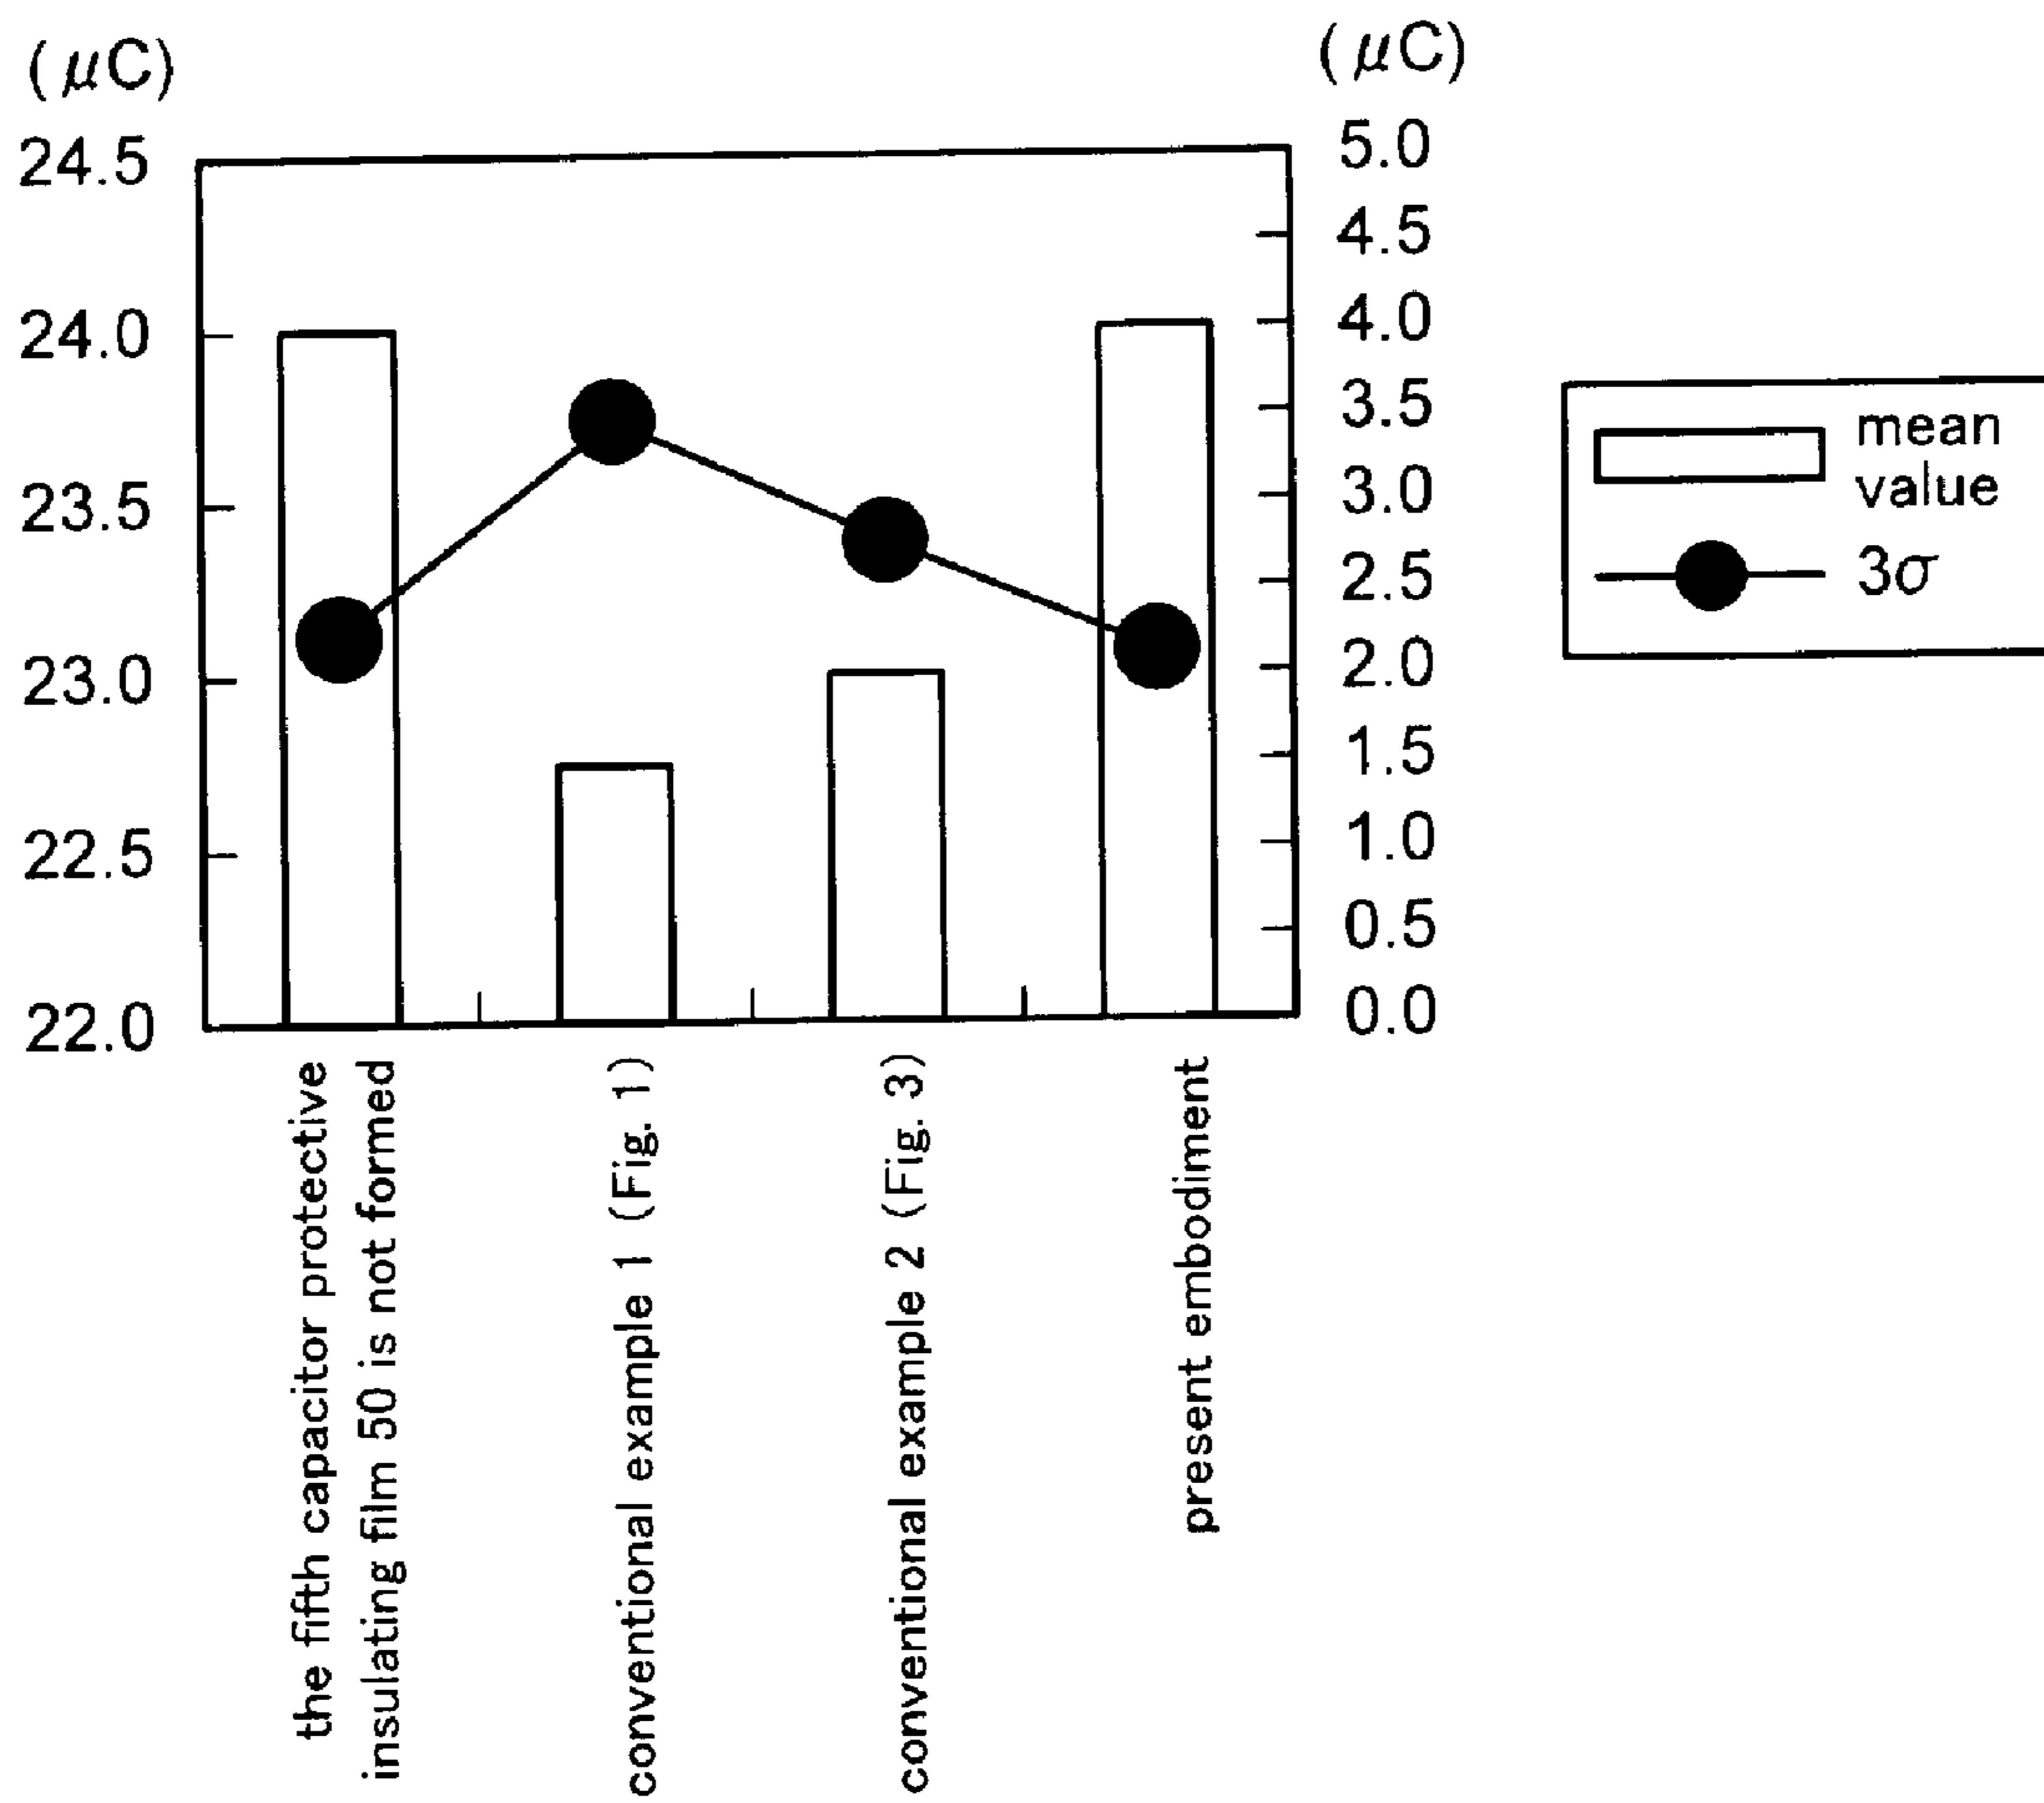 (μC)
24.5
24.0
23.5
23.0
22.5
22.0
(μC)
5.0
4.5
4.0
3.5
3.0
2.5
2.0
1.5
1.0
0.5
0.0
mean
value
3σ
the fifth capacitor protective
insulating film 50 is not formed
conventional example 1 (Fig. 1)
conventional example 2 (Fig. 3)
present embodiment